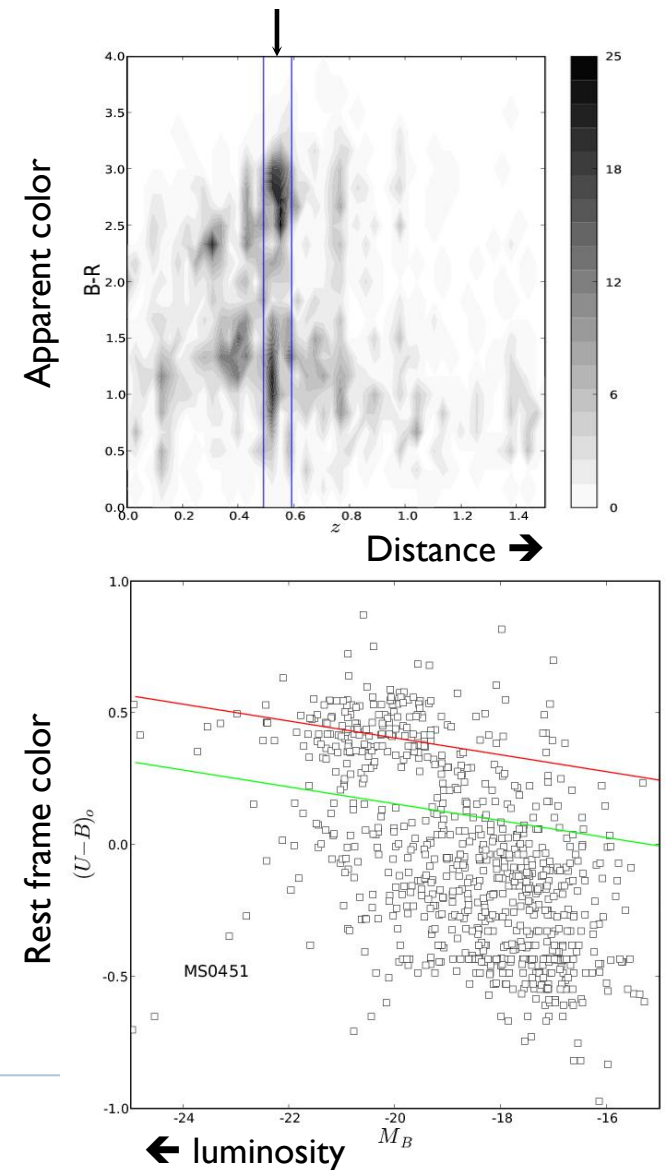 4.0
3.5
3.0
2.5
2.0
1.5
1.0
0.5
0.0
Apparent color
B-R
0.0 0.2 0.4 0.6 0.8 1.0 1.2 1.4
z
25
18
12
6
0
Distance →
1.0
0.5
0.0
-0.5
-1.0
Rest frame color
(U−B)ₒ
MS0451
-24 -22 -20 -18 -16
M_B
← luminosity